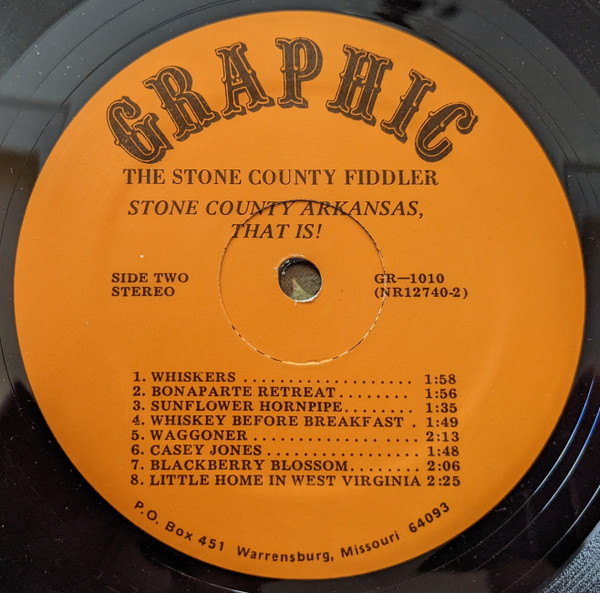 GRAPHIC
THE STONE COUNTY FIDDLER
STONE COUNTY ARKANSAS,
THAT IS!
SIDE TWO
STEREO
GR—1010
(NR12740-2)
1. WHISKERS .................... 1:58
2. BONAPARTE RETREAT........ 1:56
3. SUNFLOWER HORNPIPE....... 1:35
4. WHISKEY BEFORE BREAKFAST . 1:49
5. WAGGONER ................... 2:13
6. CASEY JONES ................. 1:48
7. BLACKBERRY BLOSSOM........ 2:06
8. LITTLE HOME IN WEST VIRGINIA 2:25
P.O. Box 451 Warrensburg, Missouri 64093